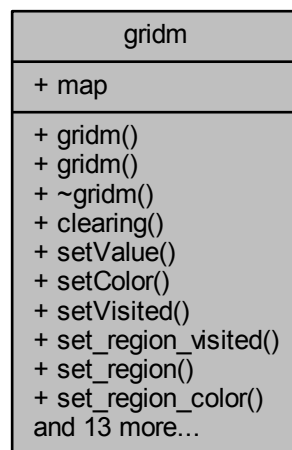 gridm
+ map
+ gridm()
+ gridm()
+ ~gridm()
+ clearing()
+ setValue()
+ setColor()
+ setVisited()
+ set_region_visited()
+ set_region()
+ set_region_color()
and 13 more...